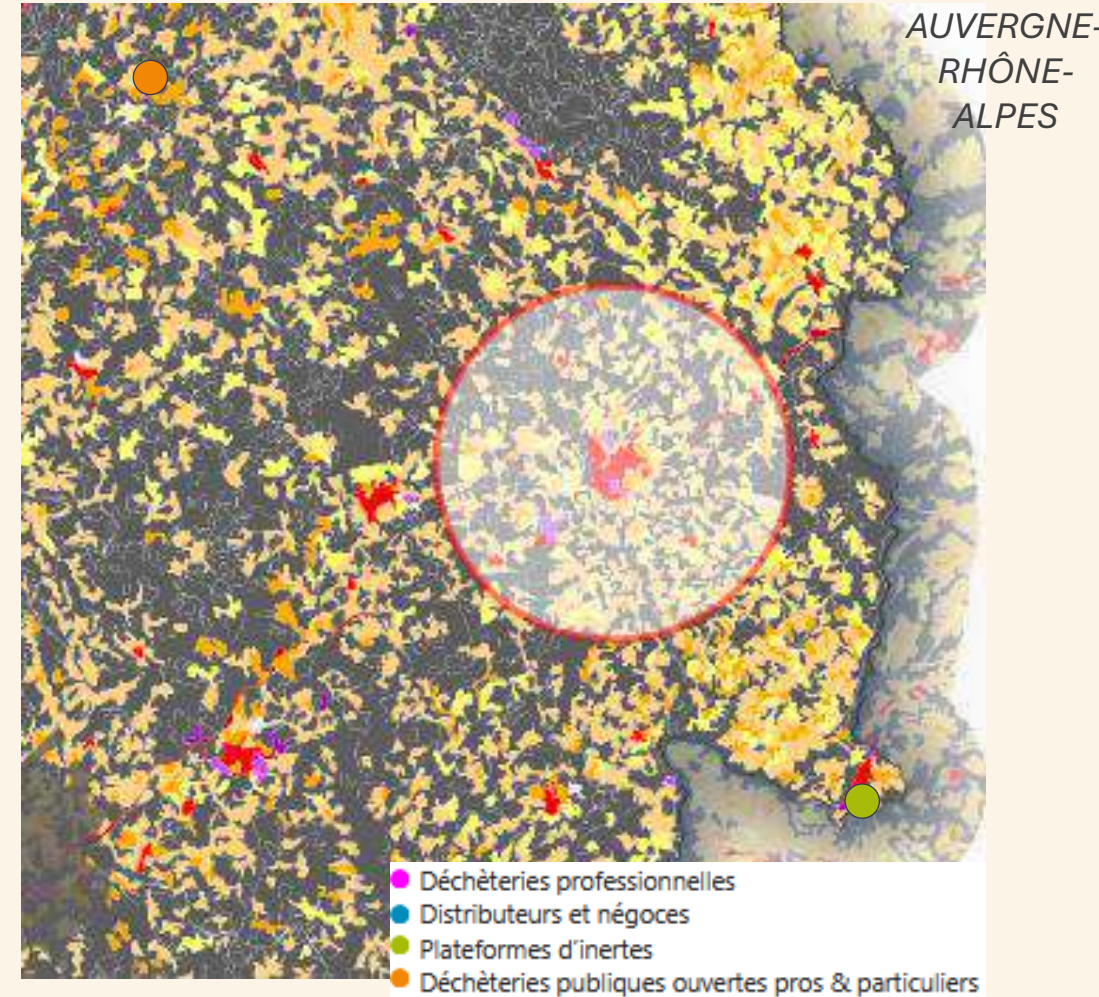 AUVERGNE-
RHÔNE-
ALPES
Déchèteries professionnelles
Distributeurs et négoces
Plateformes d'inertes
Déchèteries publiques ouvertes pros & particuliers